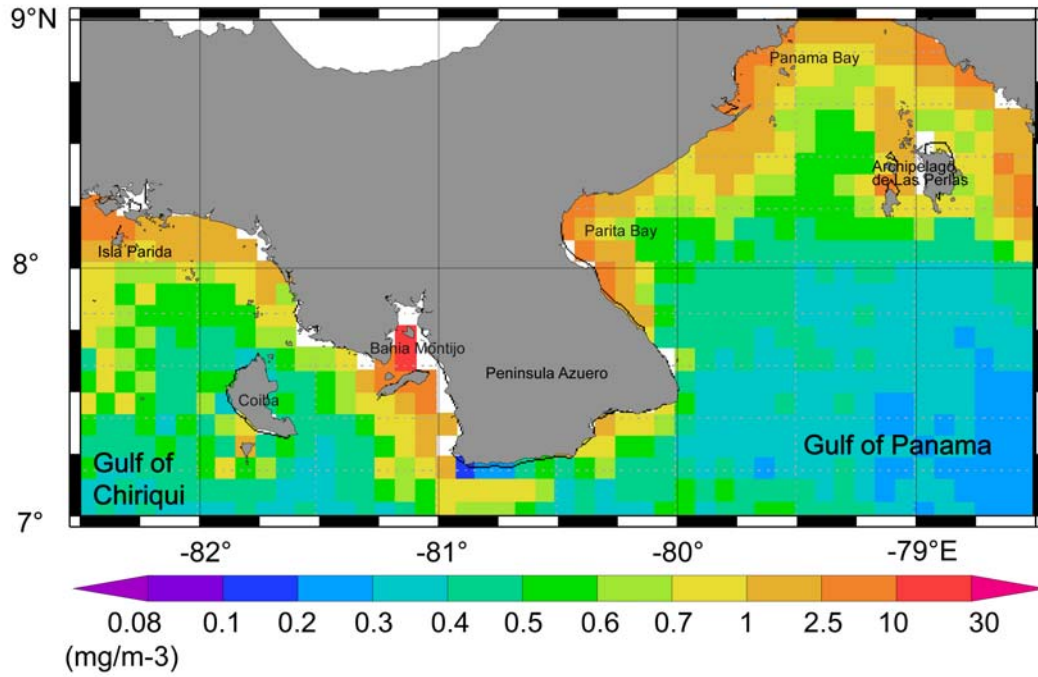 9°N
Panama Bay
Archipelago
de Las Perlas
Isla Parida
Parita Bay
8°
Bahia Montijo
Peninsula Azuero
Coiba
Gulf of Panama
Gulf of
Chiriqui
7°
-82° -81° -80° -79°E
0.08 0.1 0.2 0.3 0.4 0.5 0.6 0.7 1 2.5 10 30
(mg/m-3)